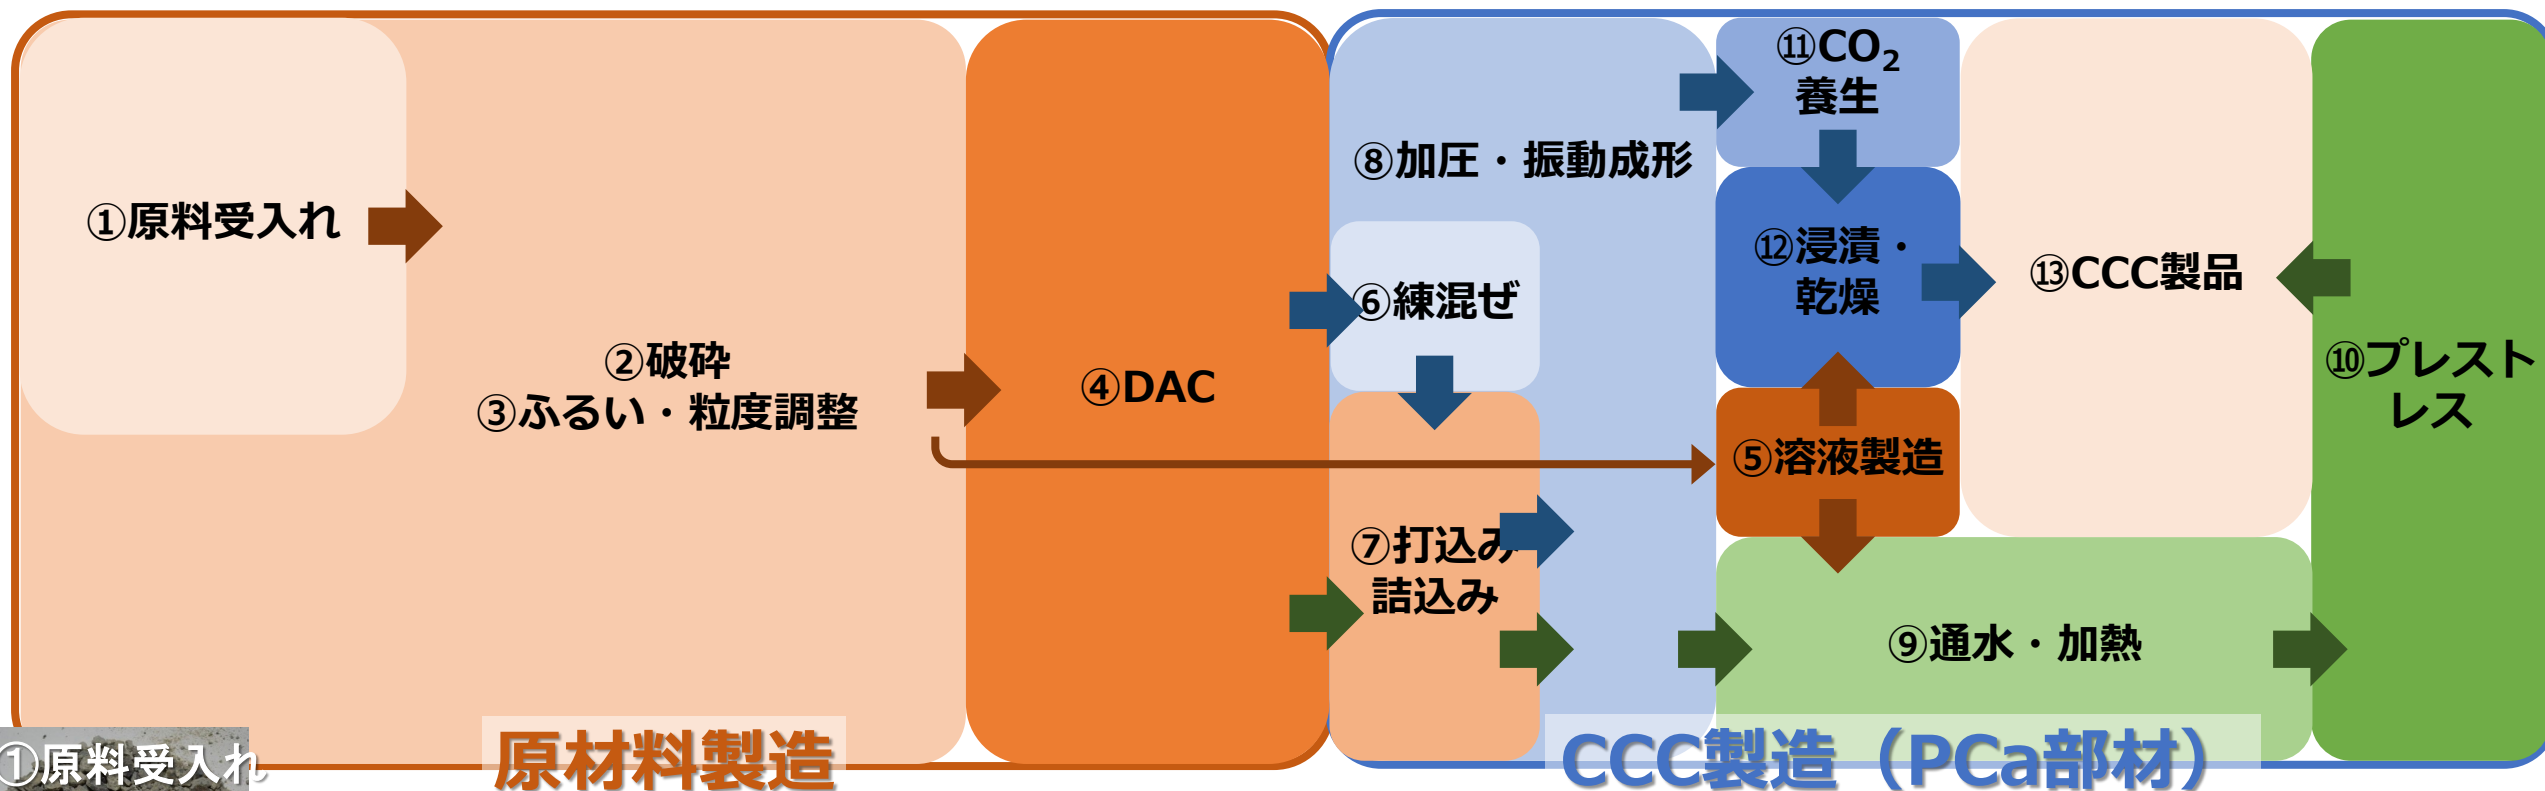 ①原料受入れ
②破砕
③ふるい・粒度調整
④DAC
⑧加圧・振動成形
⑥練混ぜ
⑦打込み
詰込み
⑪CO₂
養生
⑫浸漬・
乾燥
⑤溶液製造
⑬CCC製品
⑨通水・加熱
⑩プレスト
レス
①原料受入れ
原材料製造
CCC製造（PCa部材）